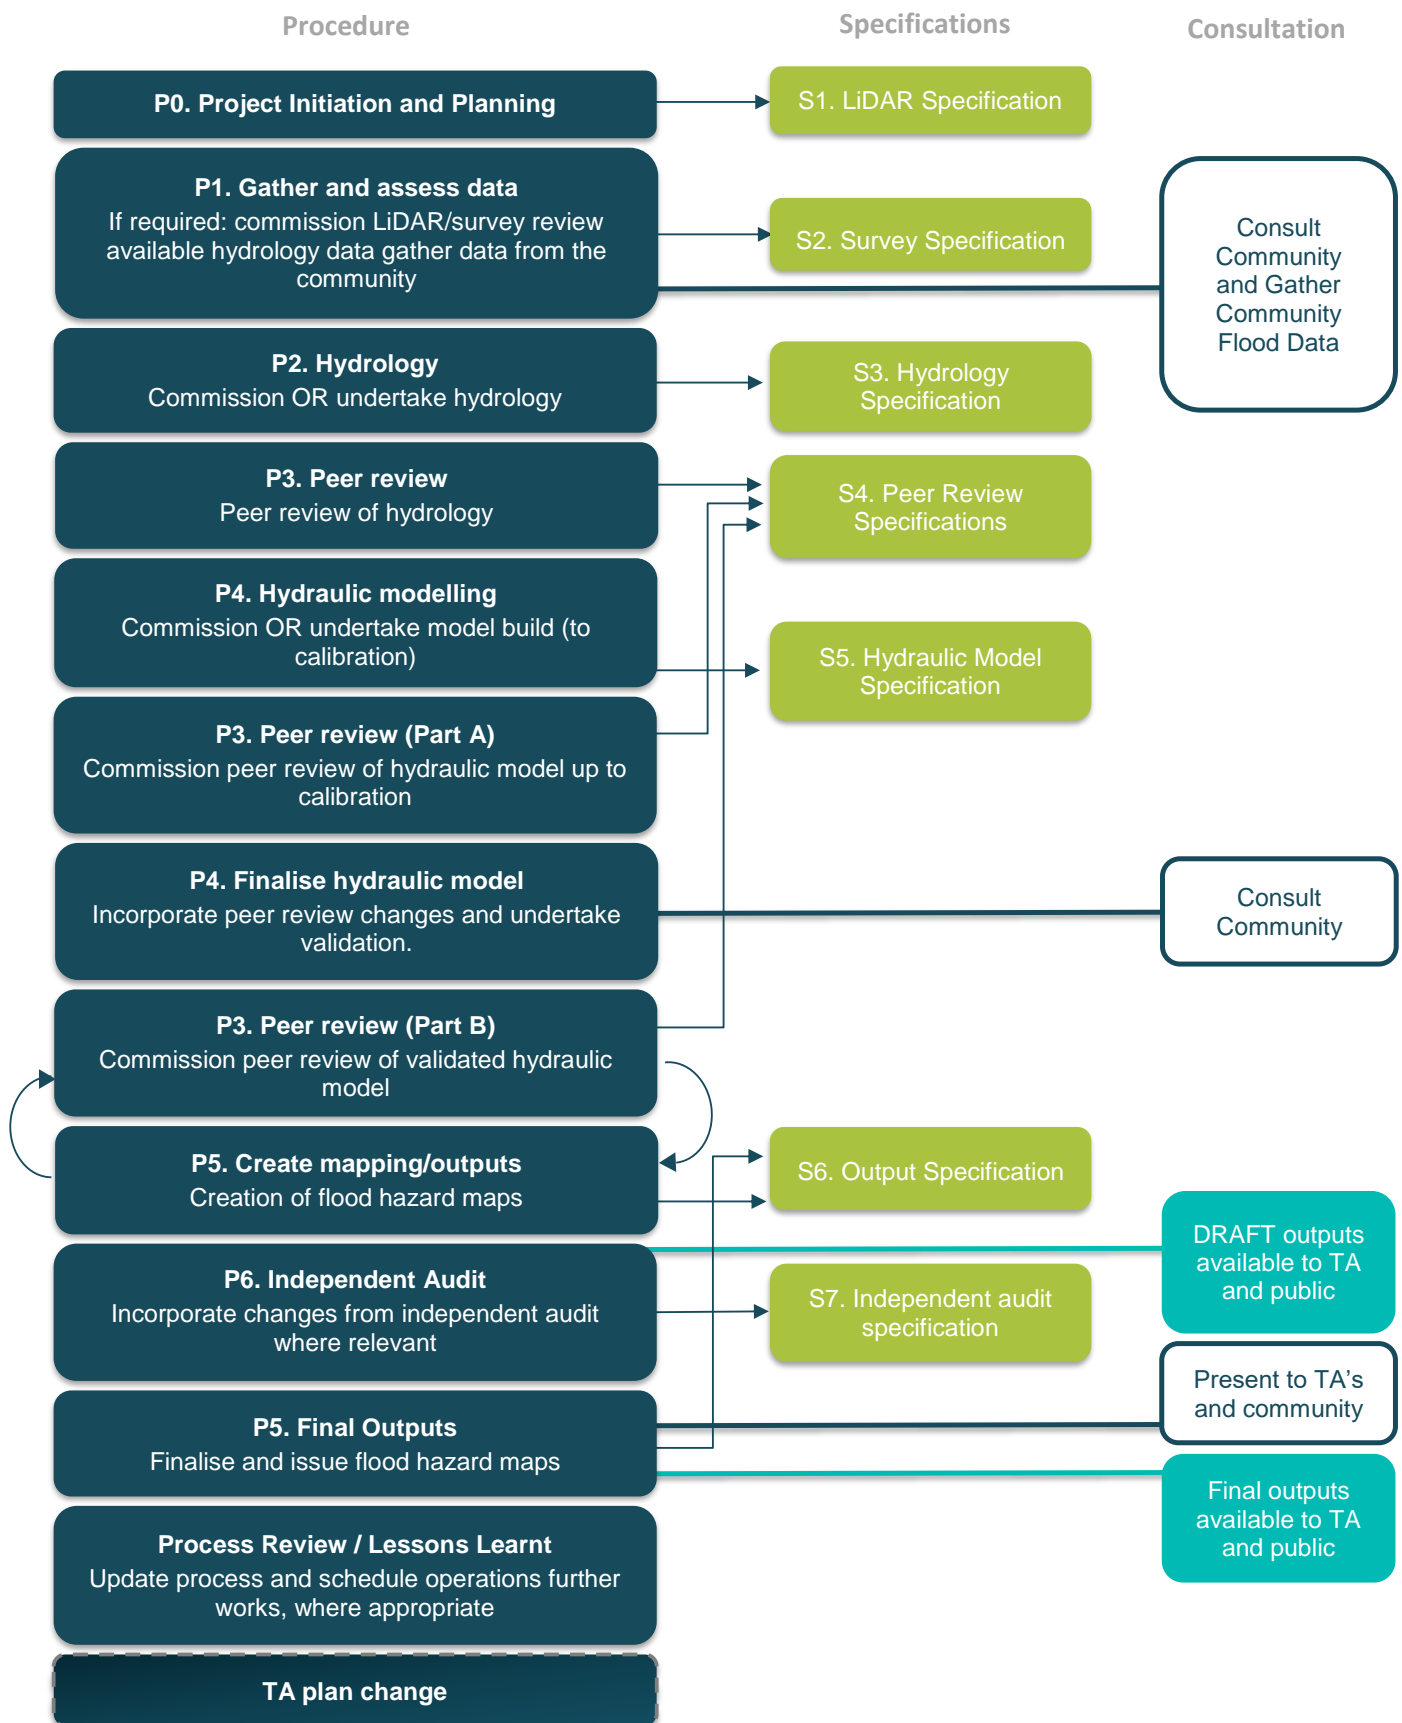 Procedure
Specifications
Consultation
P0. Project Initiation and Planning
S1. LiDAR Specification
P1. Gather and assess data
If required: commission LiDAR/survey review
available hydrology data gather data from the
community
S2. Survey Specification
Consult
Community
and Gather
Community
Flood Data
P2. Hydrology
Commission OR undertake hydrology
S3. Hydrology
Specification
P3. Peer review
Peer review of hydrology
S4. Peer Review
Specifications
P4. Hydraulic modelling
Commission OR undertake model build (to
calibration)
S5. Hydraulic Model
Specification
P3. Peer review (Part A)
Commission peer review of hydraulic model up to
calibration
P4. Finalise hydraulic model
Incorporate peer review changes and undertake
validation.
Consult
Community
P3. Peer review (Part B)
Commission peer review of validated hydraulic
model
P5. Create mapping/outputs
Creation of flood hazard maps
S6. Output Specification
DRAFT outputs
available to TA
and public
P6. Independent Audit
Incorporate changes from independent audit
where relevant
S7. Independent audit
specification
Present to TA’s
and community
P5. Final Outputs
Finalise and issue flood hazard maps
Final outputs
available to TA
and public
Process Review / Lessons Learnt
Update process and schedule operations further
works, where appropriate
TA plan change